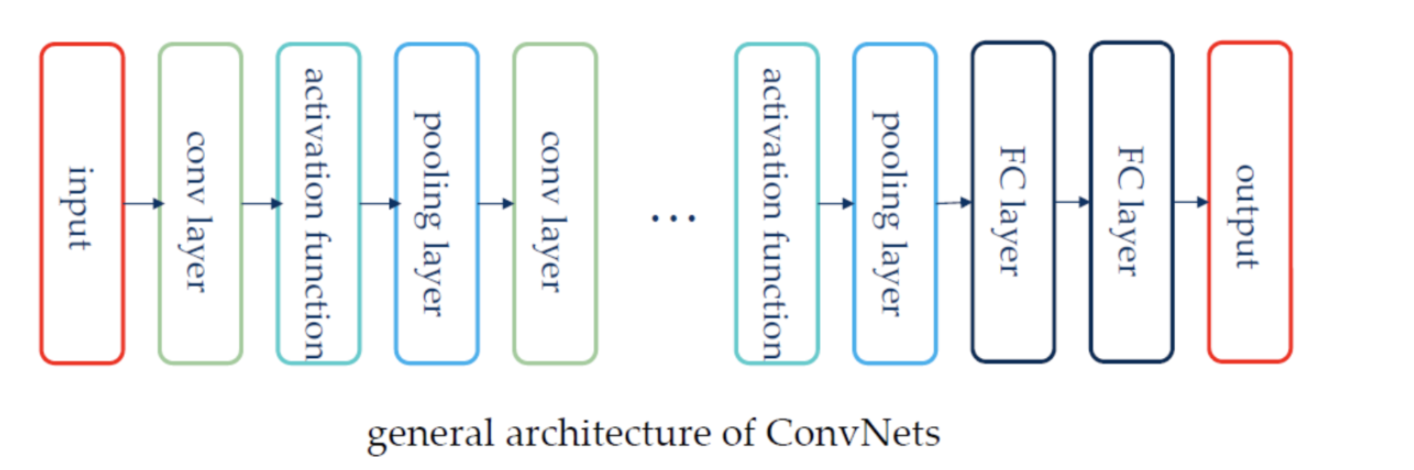 input
conv layer
activation function
pooling layer
conv layer
...
activation function
pooling layer
FC layer
FC layer
output
general architecture of ConvNets